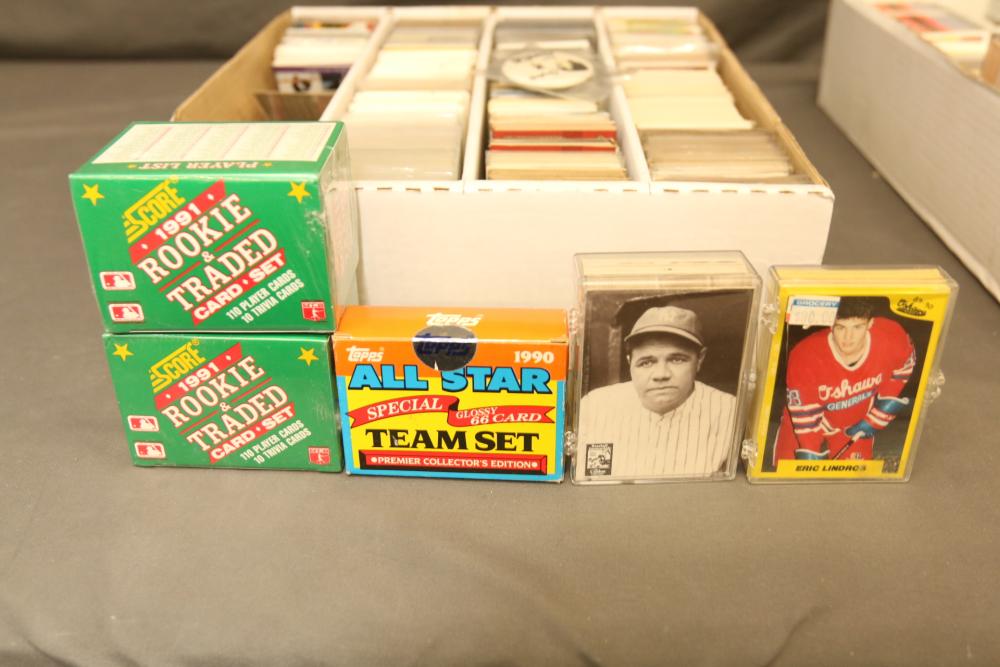 PLAYER LIST
SCORE
1991
ROOKIE
&
TRADED
CARD • SET
110 PLAYER CARDS
10 TRIVIA CARDS
SCORE
1991
ROOKIE
&
TRADED
CARD • SET
110 PLAYER CARDS
10 TRIVIA CARDS
Topps
Topps
Topps
1990
ALL STAR
SPECIAL GLOSSY
66 CARD
TEAM SET
PREMIER COLLECTOR'S EDITION
GROCERY
Oshawa
GENERALS
ERIC LINDROS